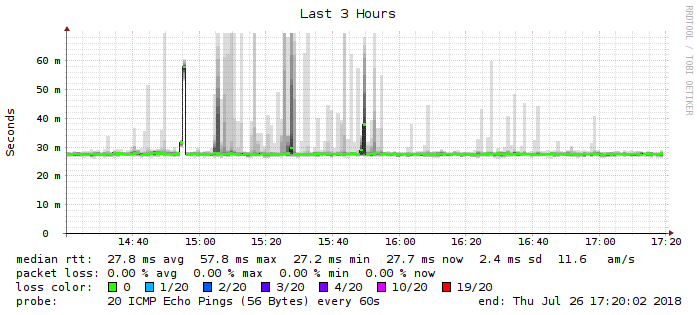 Last 3 Hours
RRDTOOL / TOBI OETIKER
Seconds
60 m
50 m
40 m
30 m
20 m
10 m
0
14:40 15:00 15:20 15:40 16:00 16:20 16:40 17:00 17:20
median rtt: 27.8 ms avg 57.8 ms max 27.2 ms min 27.7 ms now 2.4 ms sd 11.6 am/s
packet loss: 0.00 % avg 0.00 % max 0.00 % min 0.00 % now
loss color: 0 1/20 2/20 3/20 4/20 10/20 19/20
probe: 20 ICMP Echo Pings (56 Bytes) every 60s end: Thu Jul 26 17:20:02 2018